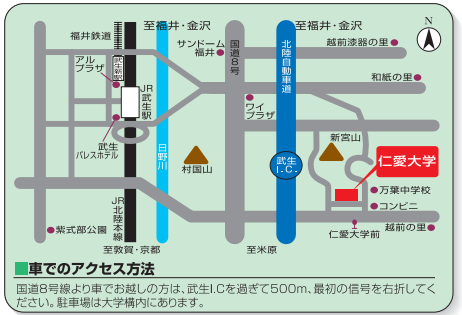 至福井・金沢
至福井・金沢
N
福井鉄道
サンドーム
福井
国道8号
北陸自動車道
越前漆器の里
アル
プラザ
武生新駅
JR
武生駅
和紙の里
ワイ
プラザ
新宮山
武生
パレスホテル
日野川
村国山
武生
I.C.
仁愛大学
万葉中学校
コンビニ
JR
北陸本線
紫式部公園
仁愛大学前
越前の里
至敦賀・京都
至米原
車でのアクセス方法
国道8号線より車でお越しの方は、武生I.Cを過ぎて500m、最初の信号を右折してく
ださい。駐車場は大学構内にあります。